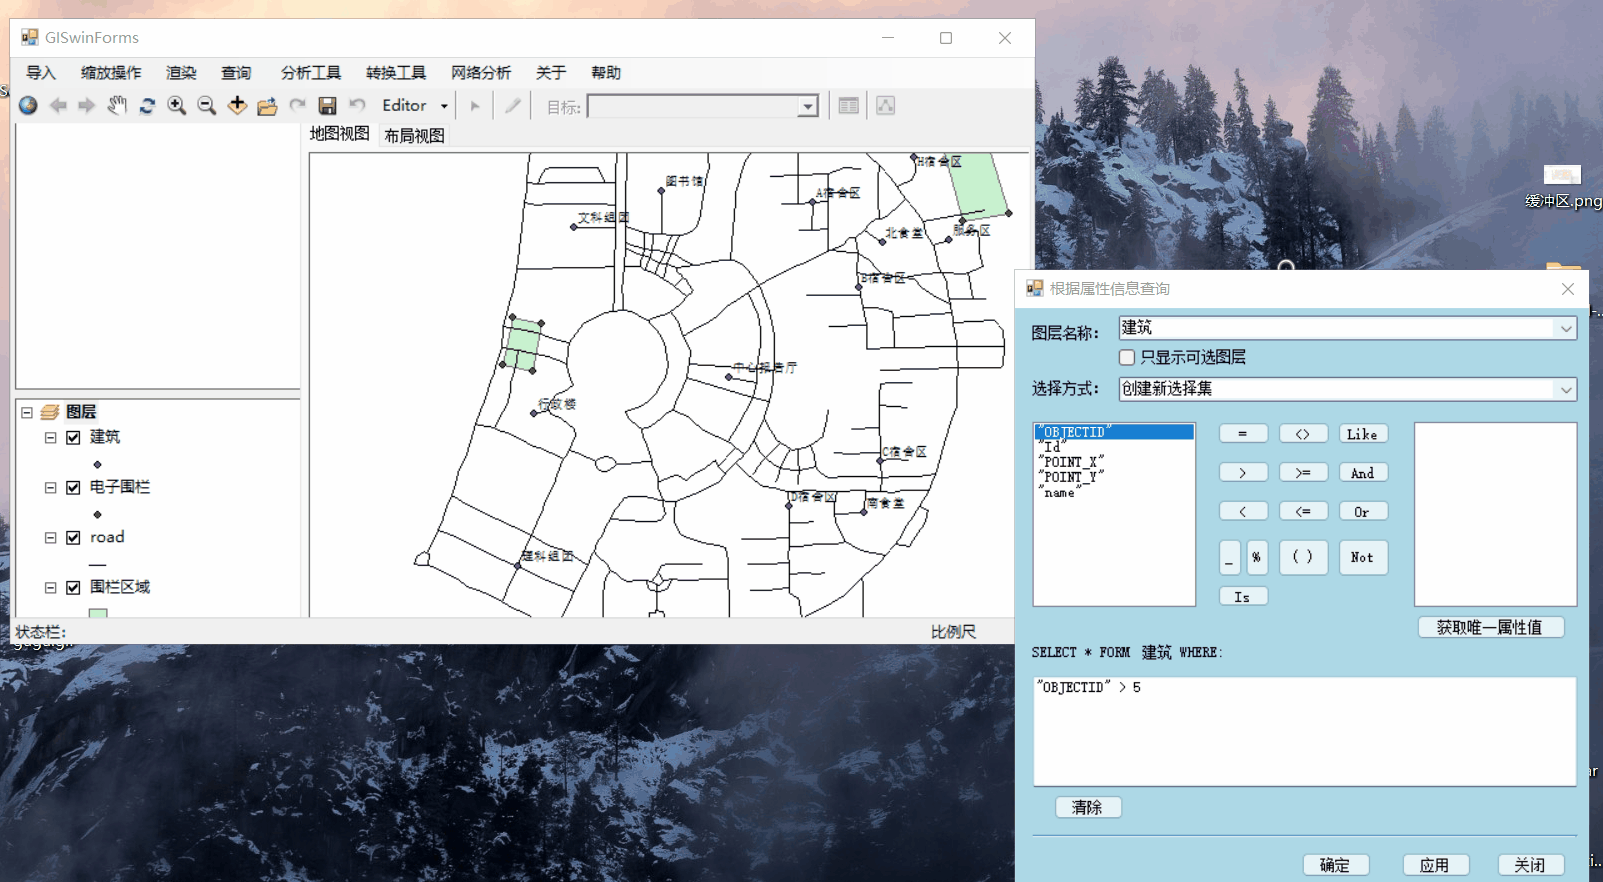 GISwinForms
导入 缩放操作 渲染 查询 分析工具 转换工具 网络分析 关于 帮助
Editor 目标:
地图视图 布局视图
图层
建筑
电子围栏
road
围栏区域
状态栏:
比例尺
H宿舍区
图书馆
A宿舍区
文科组团
北食堂
服务区
B宿舍区
中心报告厅
行政楼
C宿舍区
D宿舍区
南食堂
理科组团
缓冲区.png
根据属性信息查询
图层名称: 建筑
只显示可选图层
选择方式: 创建新选择集
"OBJECTID"
"Id"
"POINT_X"
"POINT_Y"
"name"
= <> Like
> >= And
< <= Or
_ % ( ) Not
Is
获取唯一属性值
SELECT * FORM 建筑 WHERE:
"OBJECTID" > 5
清除
确定 应用 关闭